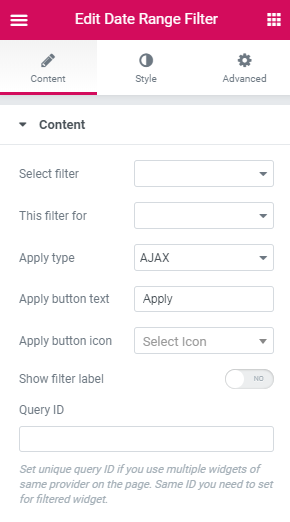 Edit Date Range Filter
Content Style Advanced
Content
Select filter
This filter for
Apply type AJAX
Apply button text Apply
Apply button icon Select Icon
Show filter label NO
Query ID
Set unique query ID if you use multiple widgets of
same provider on the page. Same ID you need to set
for filtered widget.